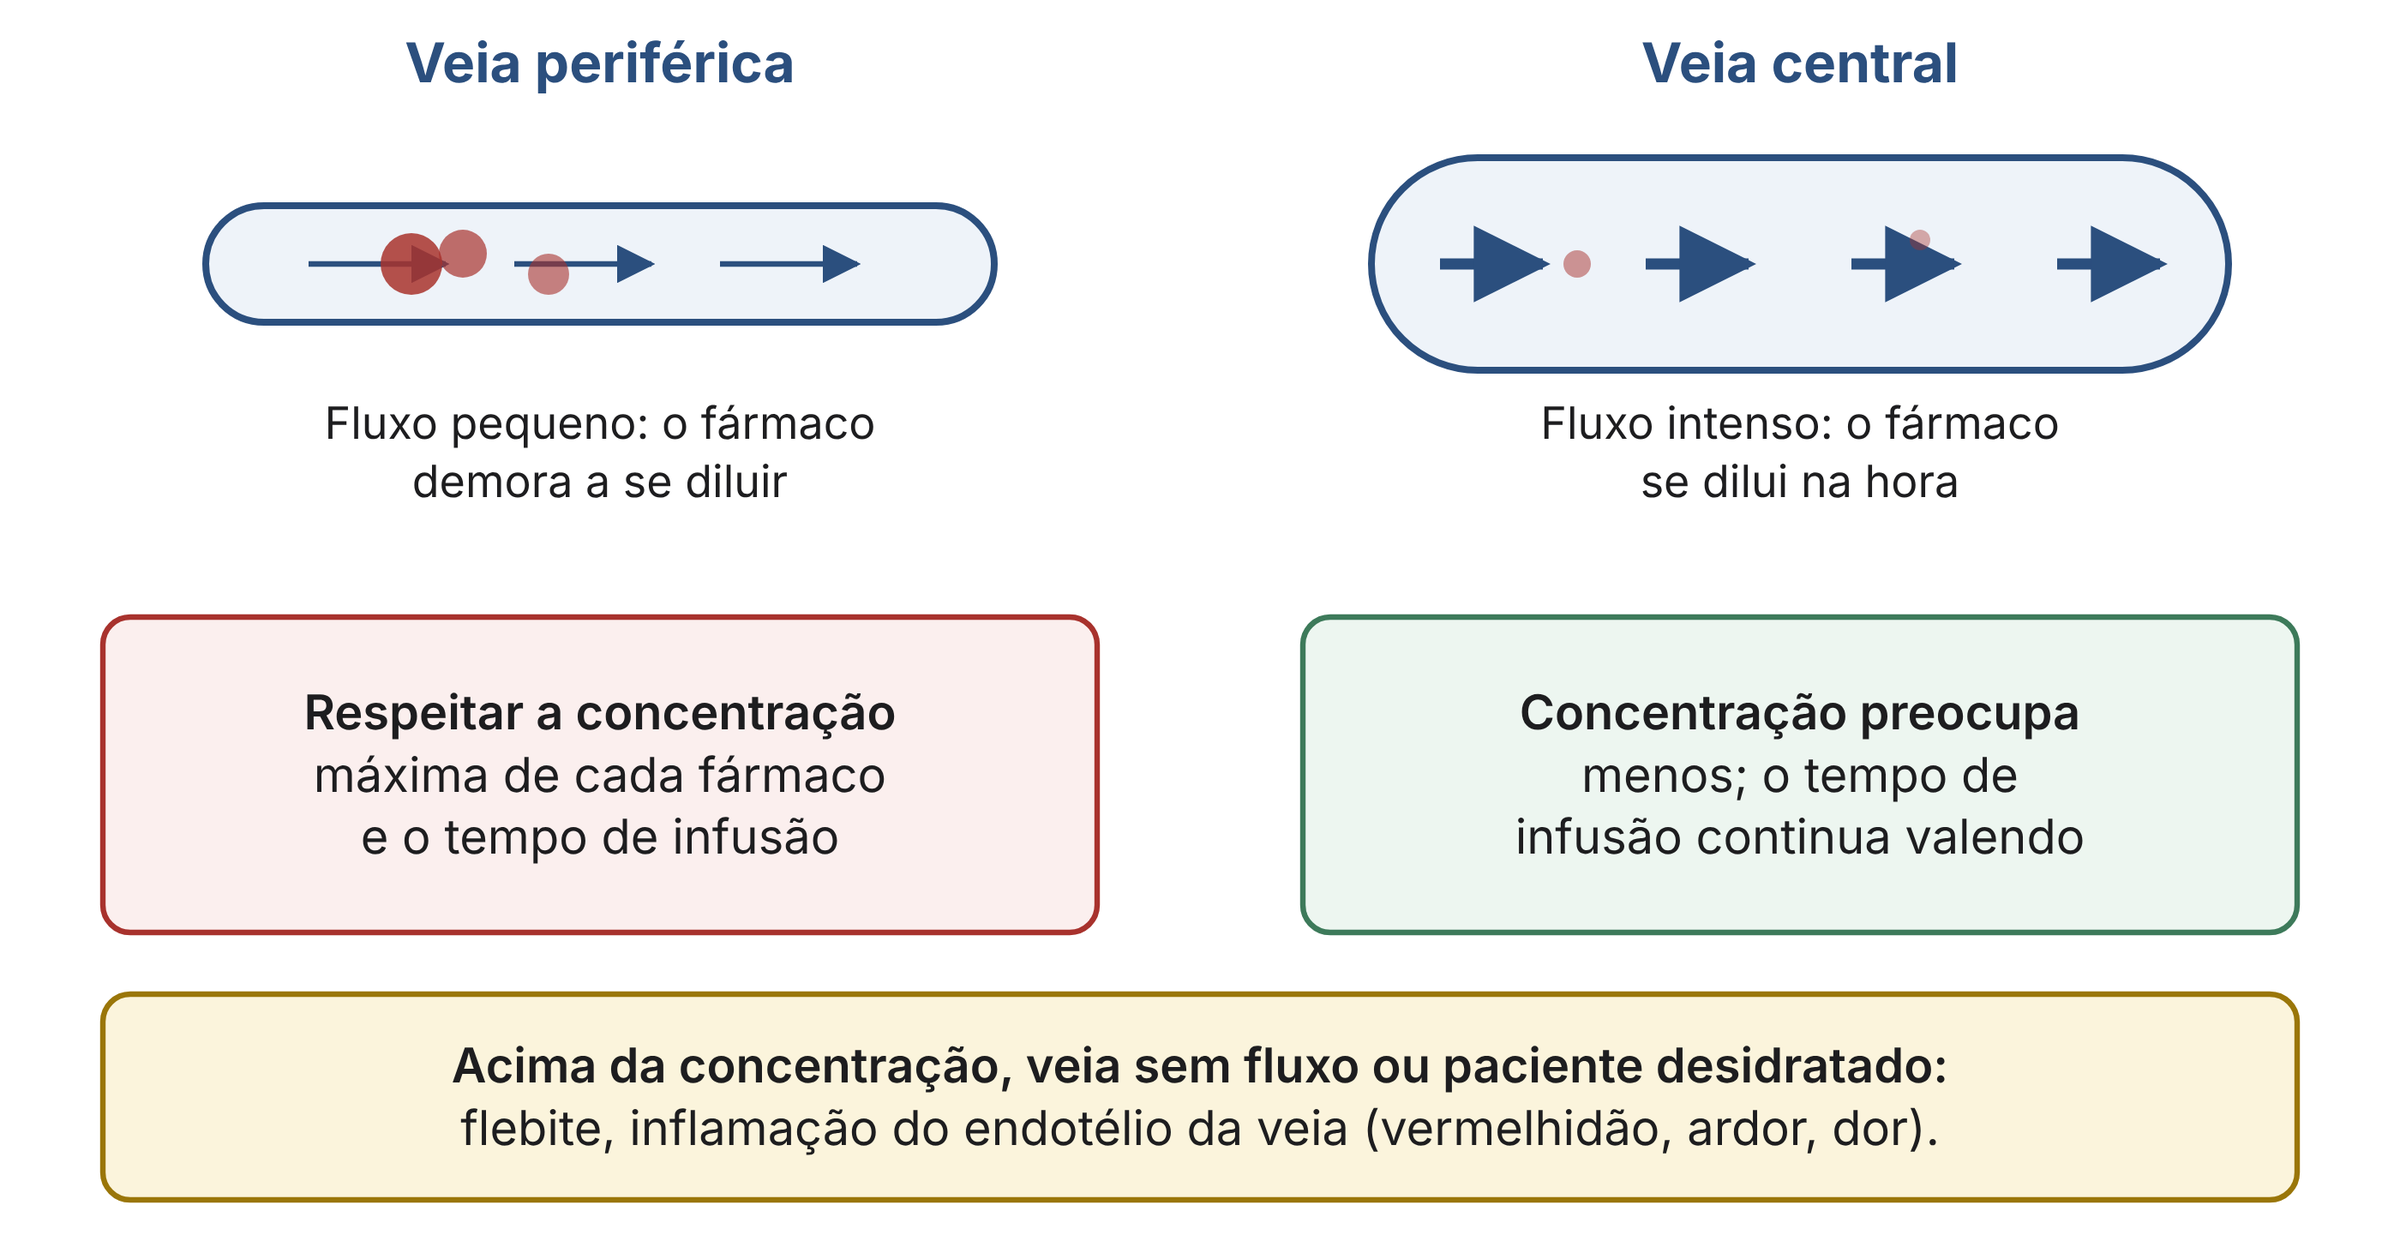 Veia periférica
Fluxo pequeno: o fármaco
demora a se diluir
Respeitar a concentração
máxima de cada fármaco
e o tempo de infusão
Veia central
Fluxo intenso: o fármaco
se dilui na hora
Concentração preocupa
menos; o tempo de
infusão continua valendo
Acima da concentração, veia sem fluxo ou paciente desidratado:
flebite, inflamação do endotélio da veia (vermelhidão, ardor, dor).